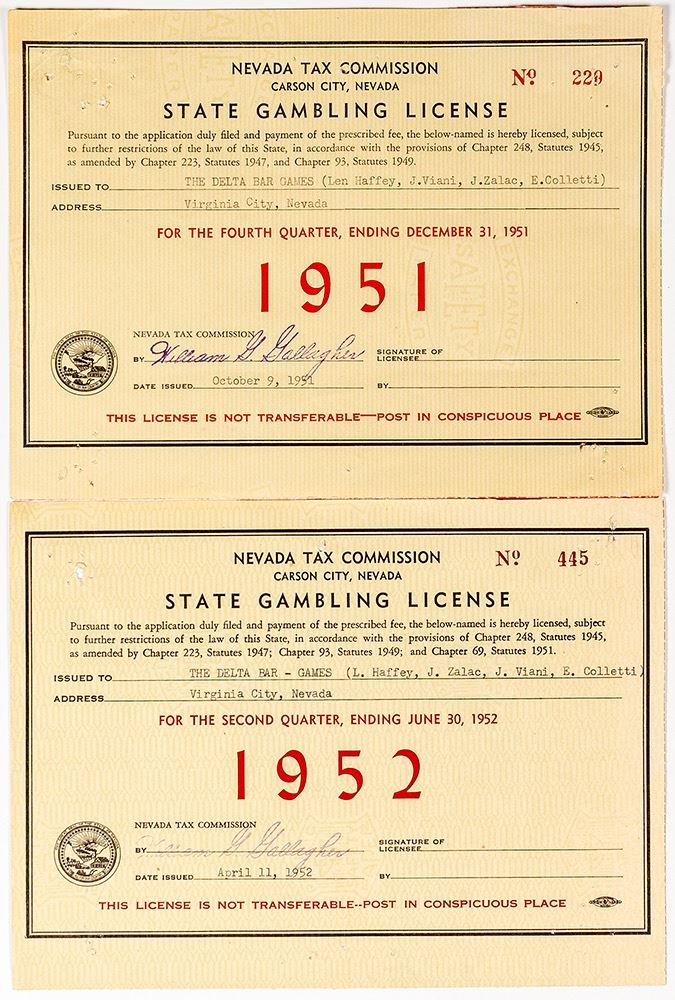 NEVADA TAX COMMISSION
Nº 229
CARSON CITY, NEVADA
STATE GAMBLING LICENSE
Pursuant to the application duly filed and payment of the prescribed fee, the below-named is hereby licensed, subject
to further restrictions of the law of this State, in accordance with the provisions of Chapter 248, Statutes 1945,
as amended by Chapter 223, Statutes 1947, and Chapter 93, Statutes 1949.
ISSUED TO THE DELTA BAR GAMES (Len Haffey, J.Viani, J.Zalac, E.Colletti)
ADDRESS Virginia City, Nevada
FOR THE FOURTH QUARTER, ENDING DECEMBER 31, 1951
1951
NEVADA TAX COMMISSION
BY William G. Gallagher
SIGNATURE OF
LICENSEE
DATE ISSUED October 9, 1951
BY
THIS LICENSE IS NOT TRANSFERABLE—POST IN CONSPICUOUS PLACE
NEVADA TAX COMMISSION
Nº 445
CARSON CITY, NEVADA
STATE GAMBLING LICENSE
Pursuant to the application duly filed and payment of the prescribed fee, the below-named is hereby licensed, subject
to further restrictions of the law of this State, in accordance with the provisions of Chapter 248, Statutes 1945,
as amended by Chapter 223, Statutes 1947; Chapter 93, Statutes 1949; and Chapter 69, Statutes 1951.
ISSUED TO THE DELTA BAR - GAMES (L. Haffey, J. Zalac, J. Viani, E. Colletti)
ADDRESS Virginia City, Nevada
FOR THE SECOND QUARTER, ENDING JUNE 30, 1952
1952
NEVADA TAX COMMISSION
BY William G Gallagher
SIGNATURE OF
LICENSEE
DATE ISSUED April 11, 1952
BY
THIS LICENSE IS NOT TRANSFERABLE--POST IN CONSPICUOUS PLACE